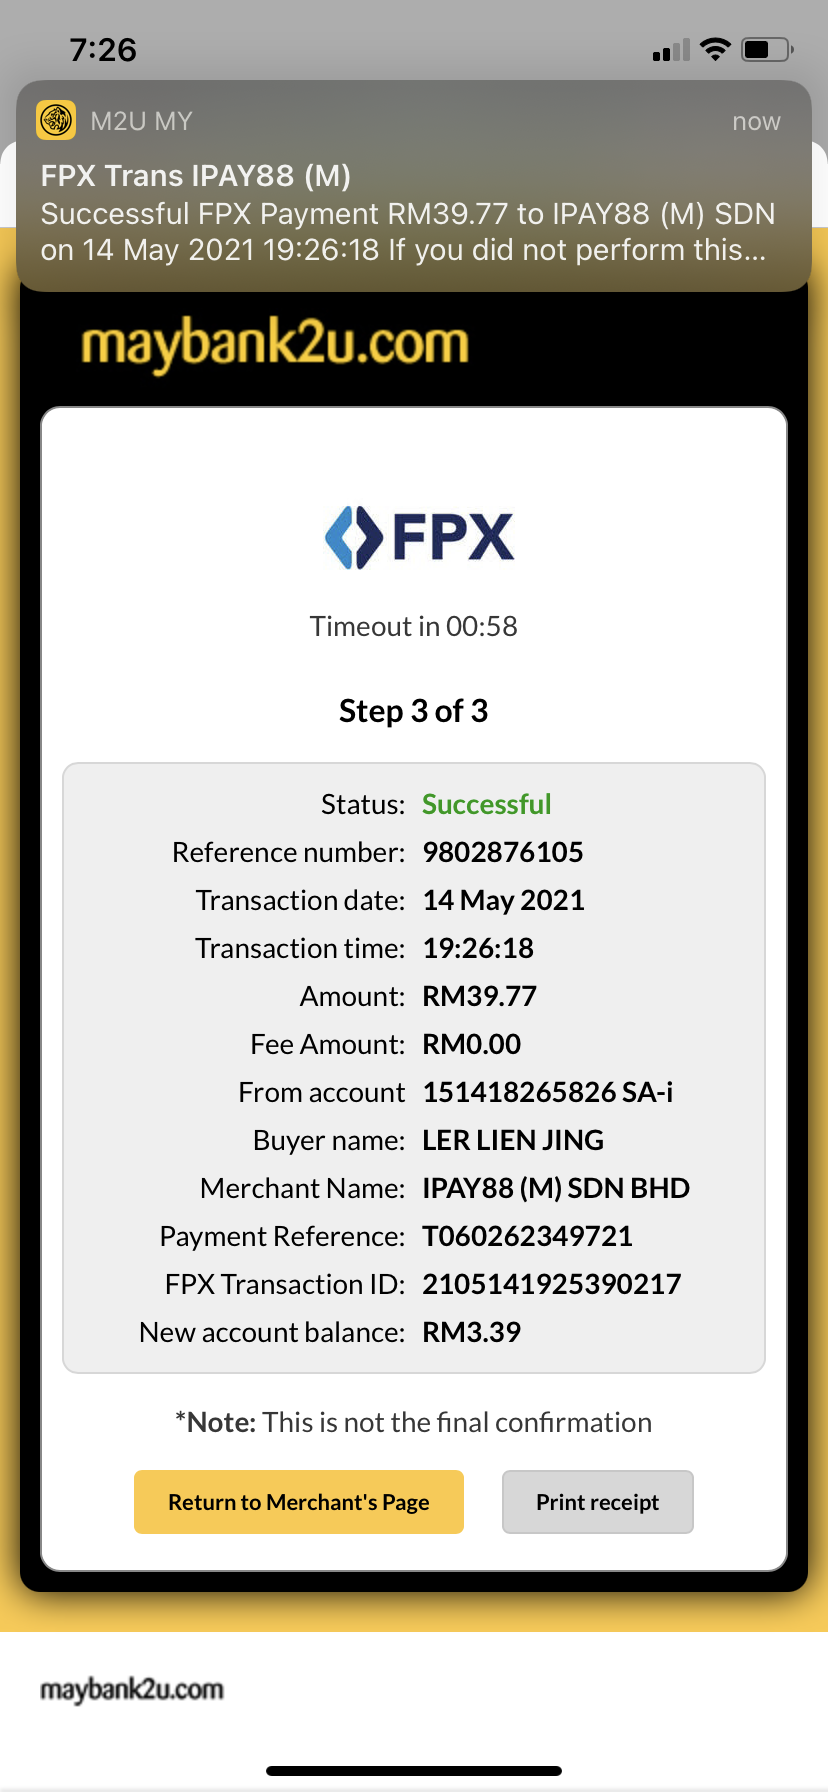 7:26
M2U MY now
FPX Trans IPAY88 (M)
Successful FPX Payment RM39.77 to IPAY88 (M) SDN
on 14 May 2021 19:26:18 If you did not perform this...
maybank2u.com
FPX
Timeout in 00:58
Step 3 of 3
Status: Successful
Reference number: 9802876105
Transaction date: 14 May 2021
Transaction time: 19:26:18
Amount: RM39.77
Fee Amount: RM0.00
From account 151418265826 SA-i
Buyer name: LER LIEN JING
Merchant Name: IPAY88 (M) SDN BHD
Payment Reference: T060262349721
FPX Transaction ID: 2105141925390217
New account balance: RM3.39
*Note: This is not the final confirmation
Return to Merchant's Page Print receipt
maybank2u.com